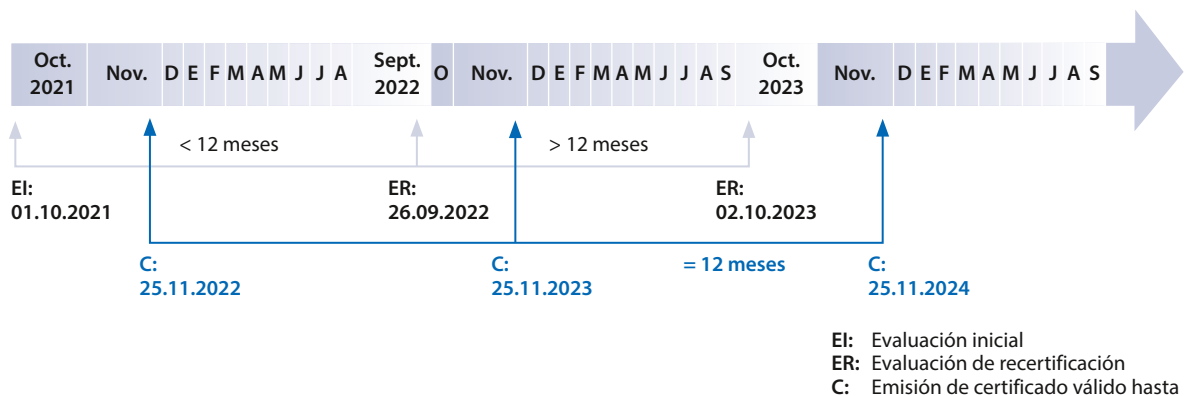 Oct. 2021 Nov. D E F M A M J J A Sept. 2022 O Nov. D E F M A M J J A S Oct. 2023 Nov. D E F M A M J J A S
< 12 meses > 12 meses
EI: ER: ER:
01.10.2021 26.09.2022 02.10.2023
C: C: = 12 meses C:
25.11.2022 25.11.2023 25.11.2024
EI: Evaluación inicial
ER: Evaluación de recertificación
C: Emisión de certificado válido hasta